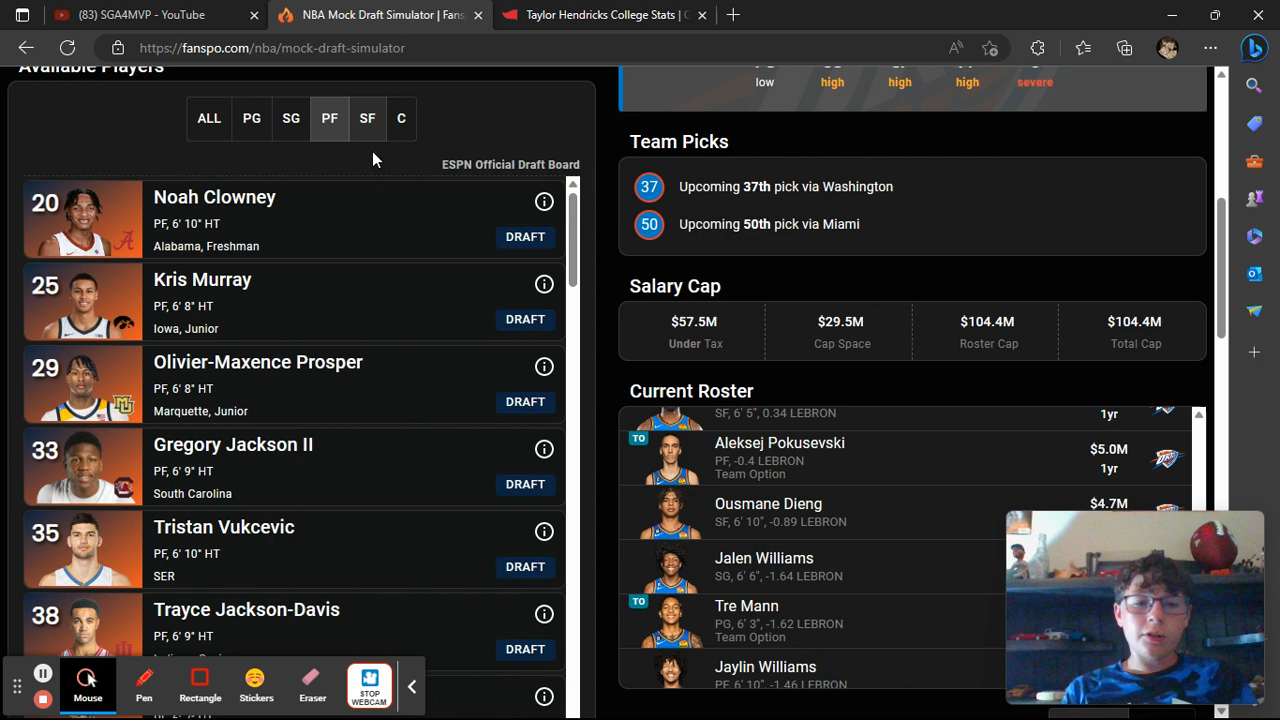 (83) SGA4MVP - YouTube
NBA Mock Draft Simulator | Fans
Taylor Hendricks College Stats | C
https://fanspo.com/nba/mock-draft-simulator
Available Players
ALL PG SG PF SF C
ESPN Official Draft Board
20 Noah Clowney
PF, 6' 10" HT
Alabama, Freshman
DRAFT
25 Kris Murray
PF, 6' 8" HT
Iowa, Junior
DRAFT
29 Olivier-Maxence Prosper
PF, 6' 8" HT
Marquette, Junior
DRAFT
33 Gregory Jackson II
PF, 6' 9" HT
South Carolina
DRAFT
35 Tristan Vukcevic
PF, 6' 10" HT
SER
DRAFT
38 Trayce Jackson-Davis
PF, 6' 9" HT
DRAFT
low high high high severe
Team Picks
37 Upcoming 37th pick via Washington
50 Upcoming 50th pick via Miami
Salary Cap
$57.5M $29.5M $104.4M $104.4M
Under Tax Cap Space Roster Cap Total Cap
Current Roster
SF, 6' 5", 0.34 LEBRON
1yr
TO Aleksej Pokusevski
PF, -0.4 LEBRON
Team Option
$5.0M
1yr
Ousmane Dieng
SF, 6' 10", -0.89 LEBRON
$4.7M
Jalen Williams
SG, 6' 6", -1.64 LEBRON
TO Tre Mann
PG, 6' 3", -1.62 LEBRON
Team Option
Jaylin Williams
PF, 6' 10", -1.46 LEBRON
Mouse Pen Rectangle Stickers Eraser STOP WEBCAM